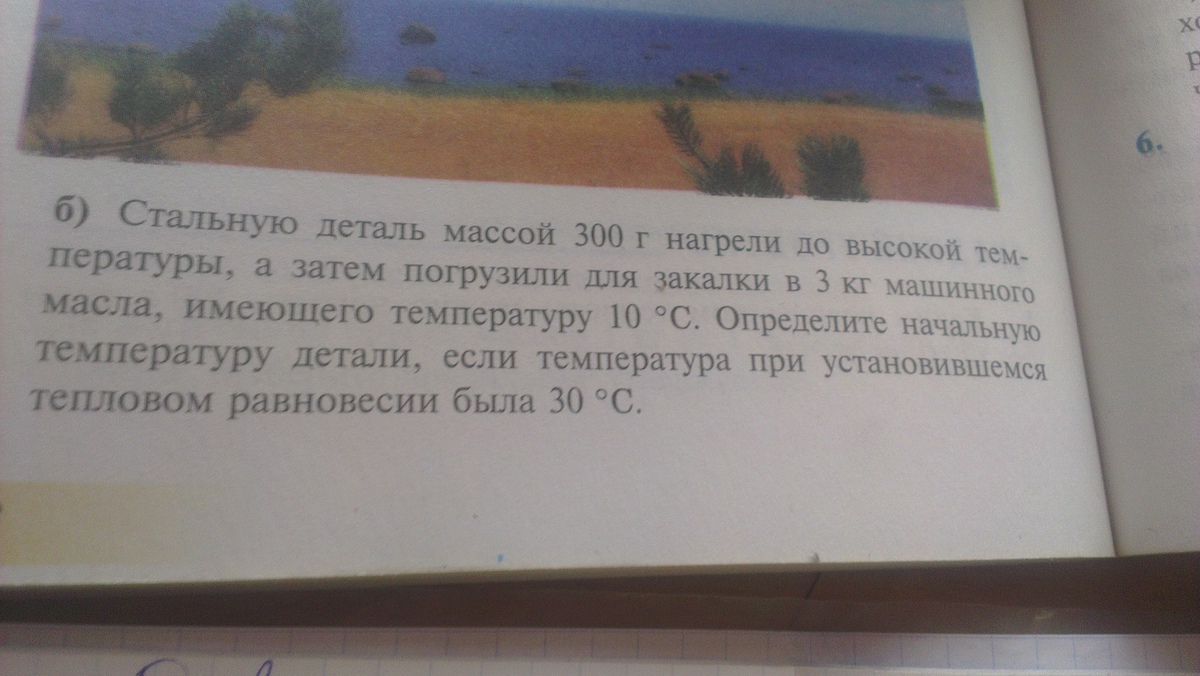 б) Стальную деталь массой 300 г нагрели до высокой тем-
пературы, а затем погрузили для закалки в 3 кг машинного
масла, имеющего температуру 10 °С. Определите начальную
температуру детали, если температура при установившемся
тепловом равновесии была 30 °С.
6.